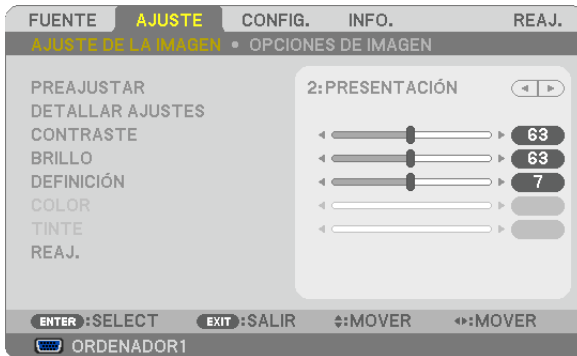 FUENTE AJUSTE CONFIG. INFO. REAJ.
AJUSTE DE LA IMAGEN • OPCIONES DE IMAGEN
PREAJUSTAR 2:PRESENTACIÓN
DETALLAR AJUSTES
CONTRASTE 63
BRILLO 63
DEFINICIÓN 7
COLOR
TINTE
REAJ.
ENTER :SELECT EXIT :SALIR :MOVER :MOVER
ORDENADOR1